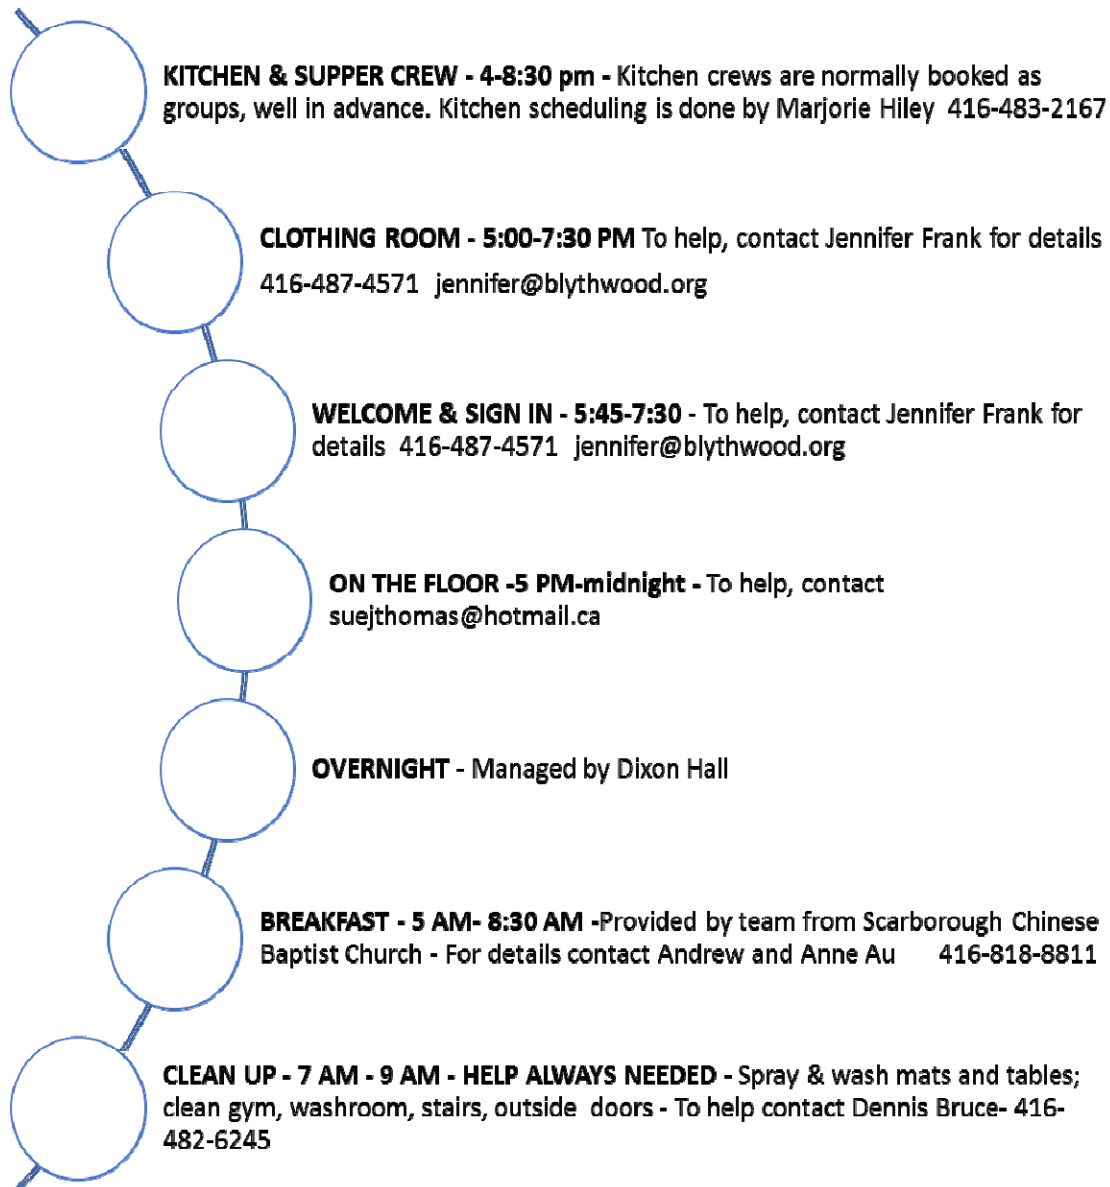 KITCHEN & SUPPER CREW - 4-8:30 pm - Kitchen crews are normally booked as
groups, well in advance. Kitchen scheduling is done by Marjorie Hiley 416-483-2167
CLOTHING ROOM - 5:00-7:30 PM To help, contact Jennifer Frank for details
416-487-4571 jennifer@blythwood.org
WELCOME & SIGN IN - 5:45-7:30 - To help, contact Jennifer Frank for
details 416-487-4571 jennifer@blythwood.org
ON THE FLOOR -5 PM-midnight - To help, contact
suejthomas@hotmail.ca
OVERNIGHT - Managed by Dixon Hall
BREAKFAST - 5 AM- 8:30 AM -Provided by team from Scarborough Chinese
Baptist Church - For details contact Andrew and Anne Au 416-818-8811
CLEAN UP - 7 AM - 9 AM - HELP ALWAYS NEEDED - Spray & wash mats and tables;
clean gym, washroom, stairs, outside doors - To help contact Dennis Bruce- 416-
482-6245